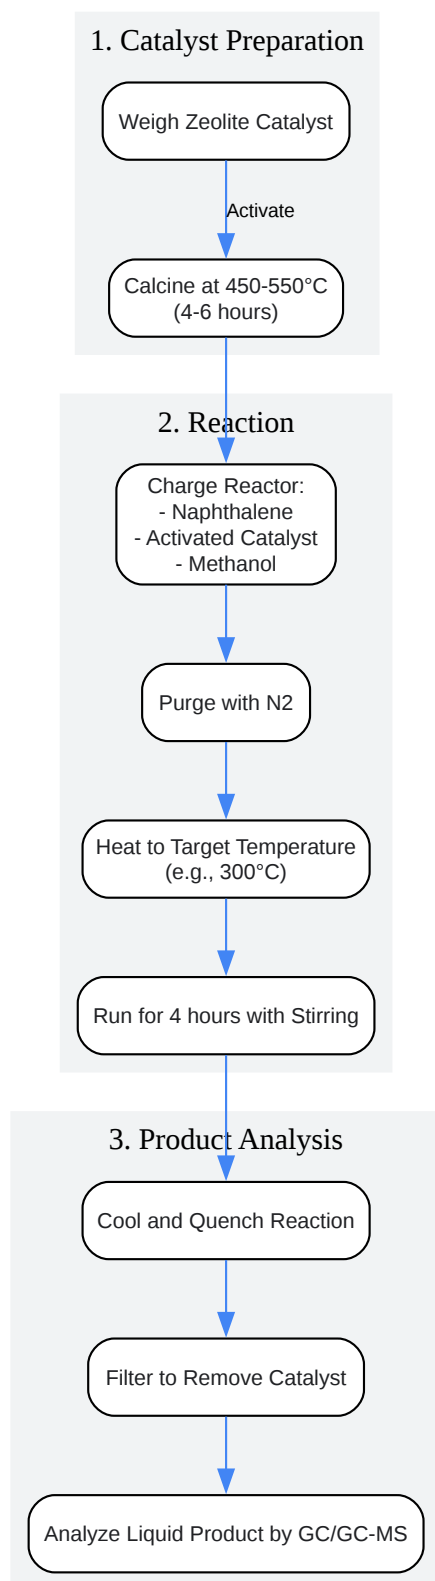 1. Catalyst Preparation
Weigh Zeolite Catalyst
Activate
Calcine at 450-550°C
(4-6 hours)
2. Reaction
Charge Reactor:
- Naphthalene
- Activated Catalyst
- Methanol
Purge with N2
Heat to Target Temperature
(e.g., 300°C)
Run for 4 hours with Stirring
3. Product Analysis
Cool and Quench Reaction
Filter to Remove Catalyst
Analyze Liquid Product by GC/GC-MS